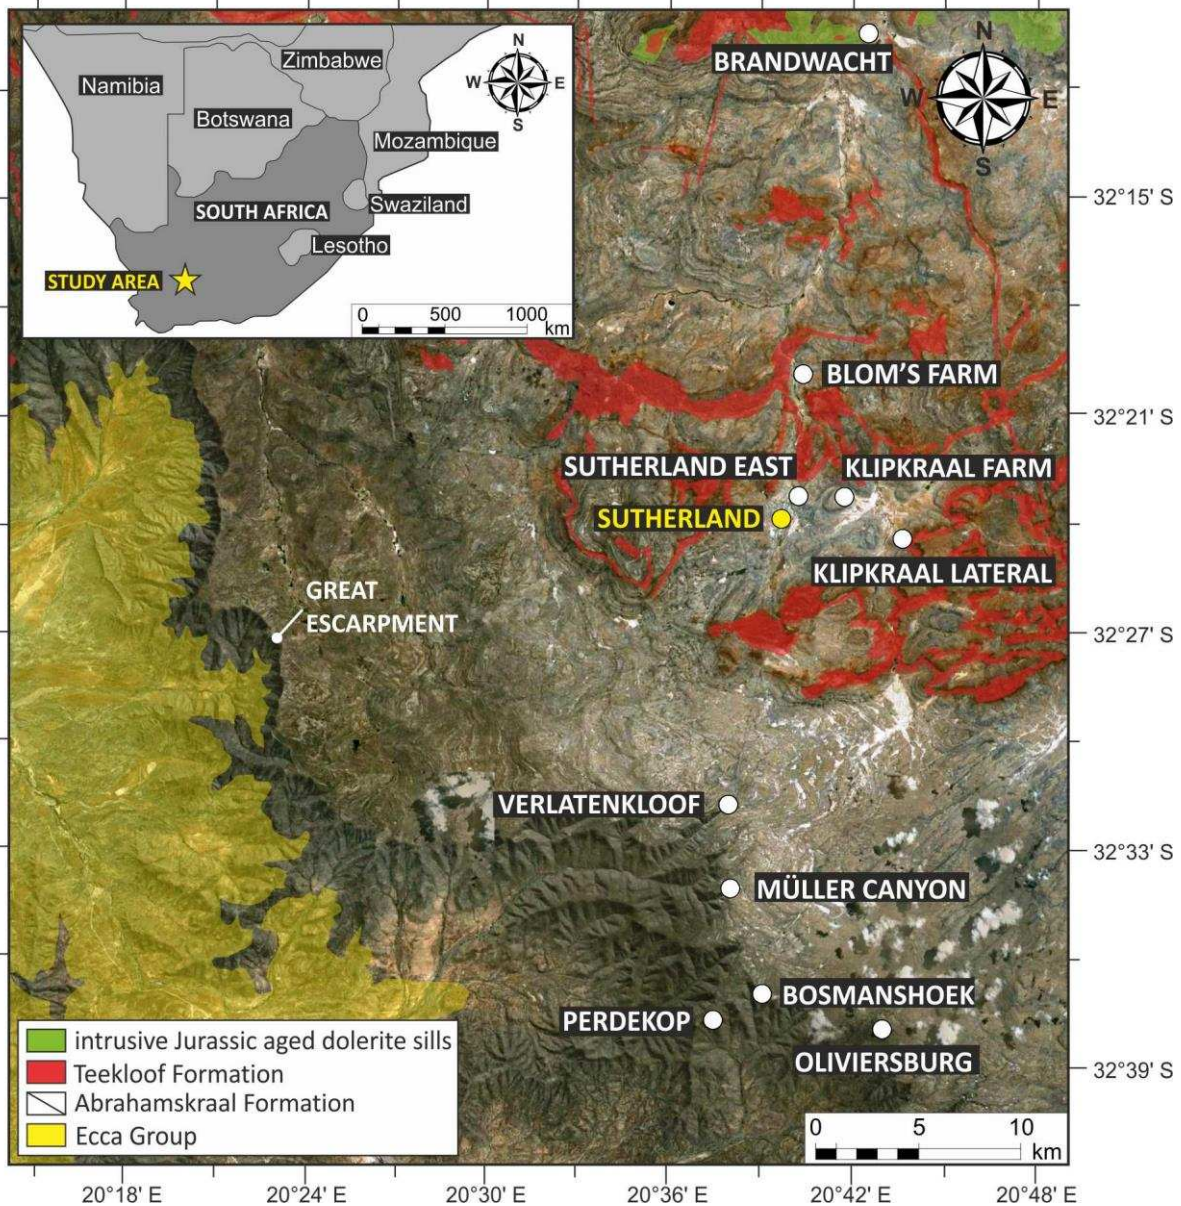 Namibia
Zimbabwe
Botswana
Mozambique
SOUTH AFRICA
Swaziland
Lesotho
STUDY AREA
0 500 1000
km
N
W E
S
BRANDWACHT
N
W E
S
32°15' S
BLOM'S FARM
32°21' S
SUTHERLAND EAST
KLIPKRAAL FARM
SUTHERLAND
KLIPKRAAL LATERAL
GREAT
ESCARPMENT
32°27' S
VERLATENKLOOF
32°33' S
MÜLLER CANYON
BOSMANSHOEK
PERDEKOP
OLIVIERSBURG
32°39' S
intrusive Jurassic aged dolerite sills
Teekloof Formation
Abrahamskraal Formation
Ecca Group
0 5 10
km
20°18' E 20°24' E 20°30' E 20°36' E 20°42' E 20°48' E